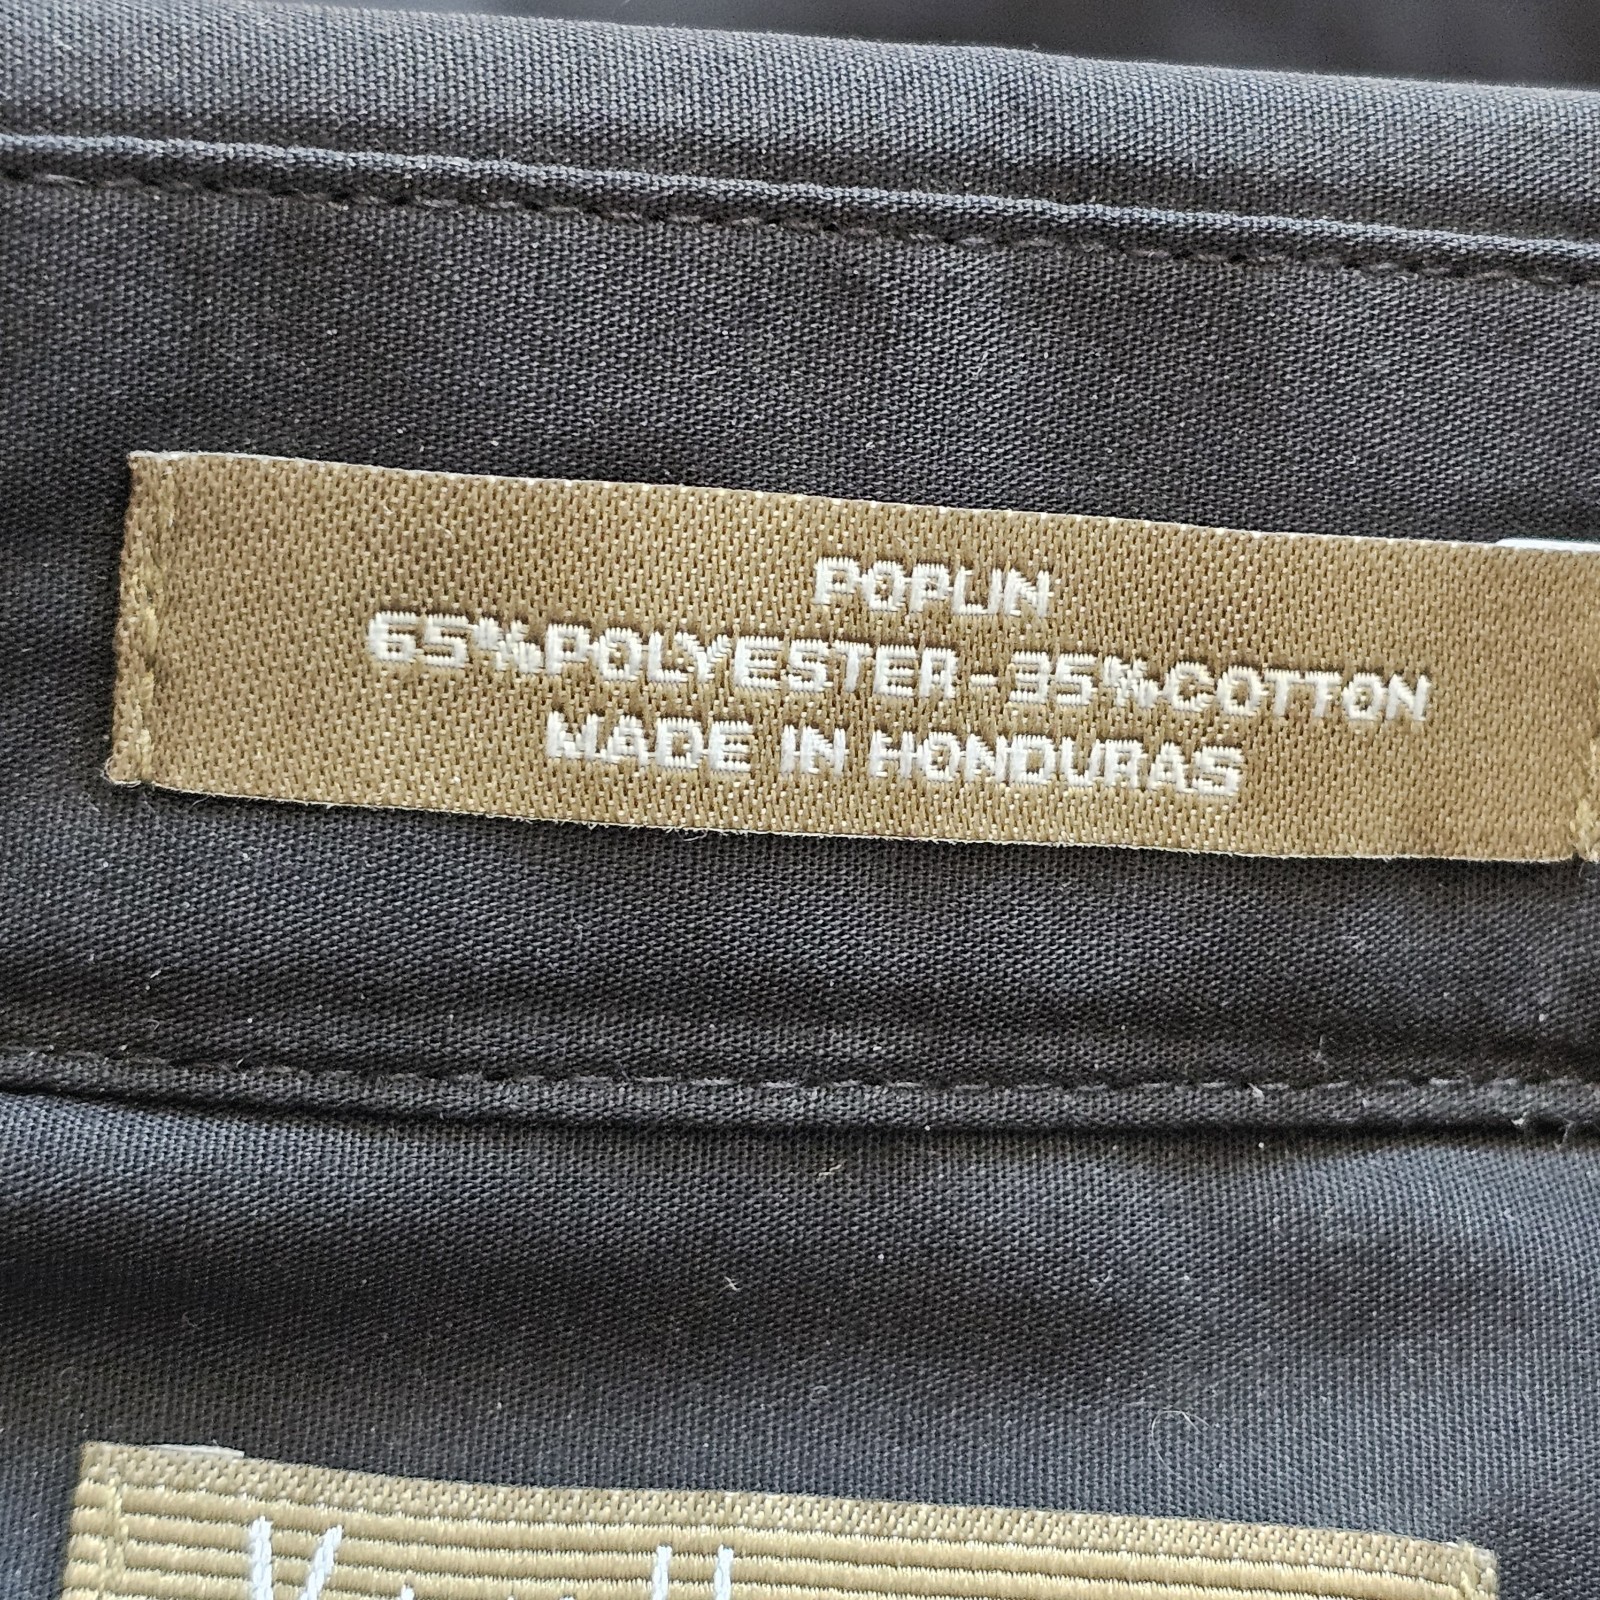 POPLIN
65%POLYESTER-35%COTTON
MADE IN HONDURAS